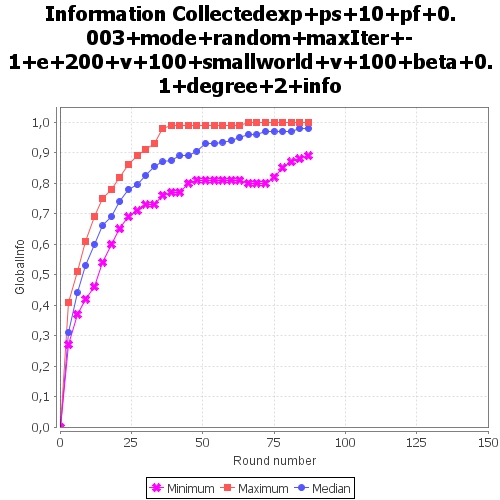 Information Collectedexp+ps+10+pf+0.
003+mode+random+maxIter+-
1+e+200+v+100+smallworld+v+100+beta+0.
1+degree+2+info
1,0
0,9
0,8
0,7
0,6
0,5
0,4
0,3
0,2
0,1
0,0
GlobalInfo
0
25
50
75
100
125
150
Round number
Minimum
Maximum
Median